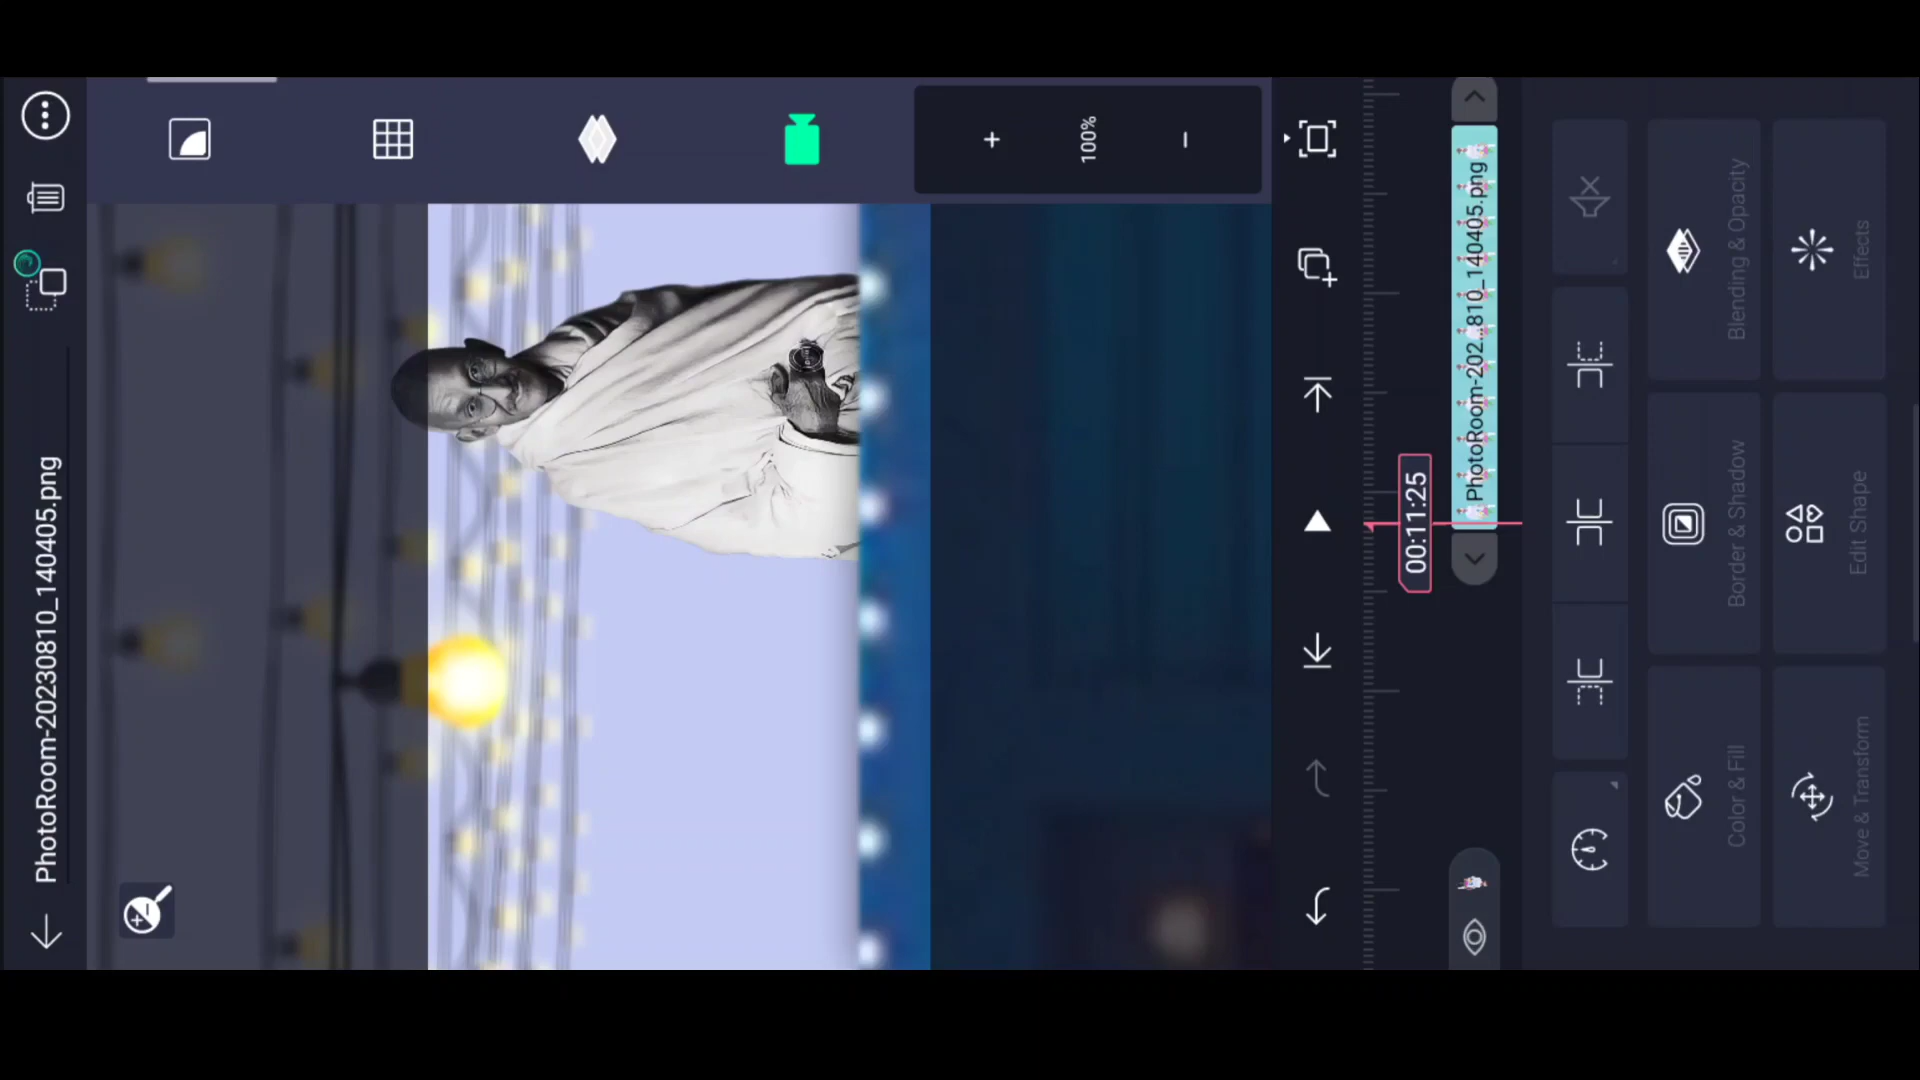 PhotoRoom-20230810_140405.png
100%
00:11:25
PhotoRoom-202...810_140405.png
Color & Fill
Border & Shadow
Blending & Opacity
Move & Transform
Edit Shape
Effects